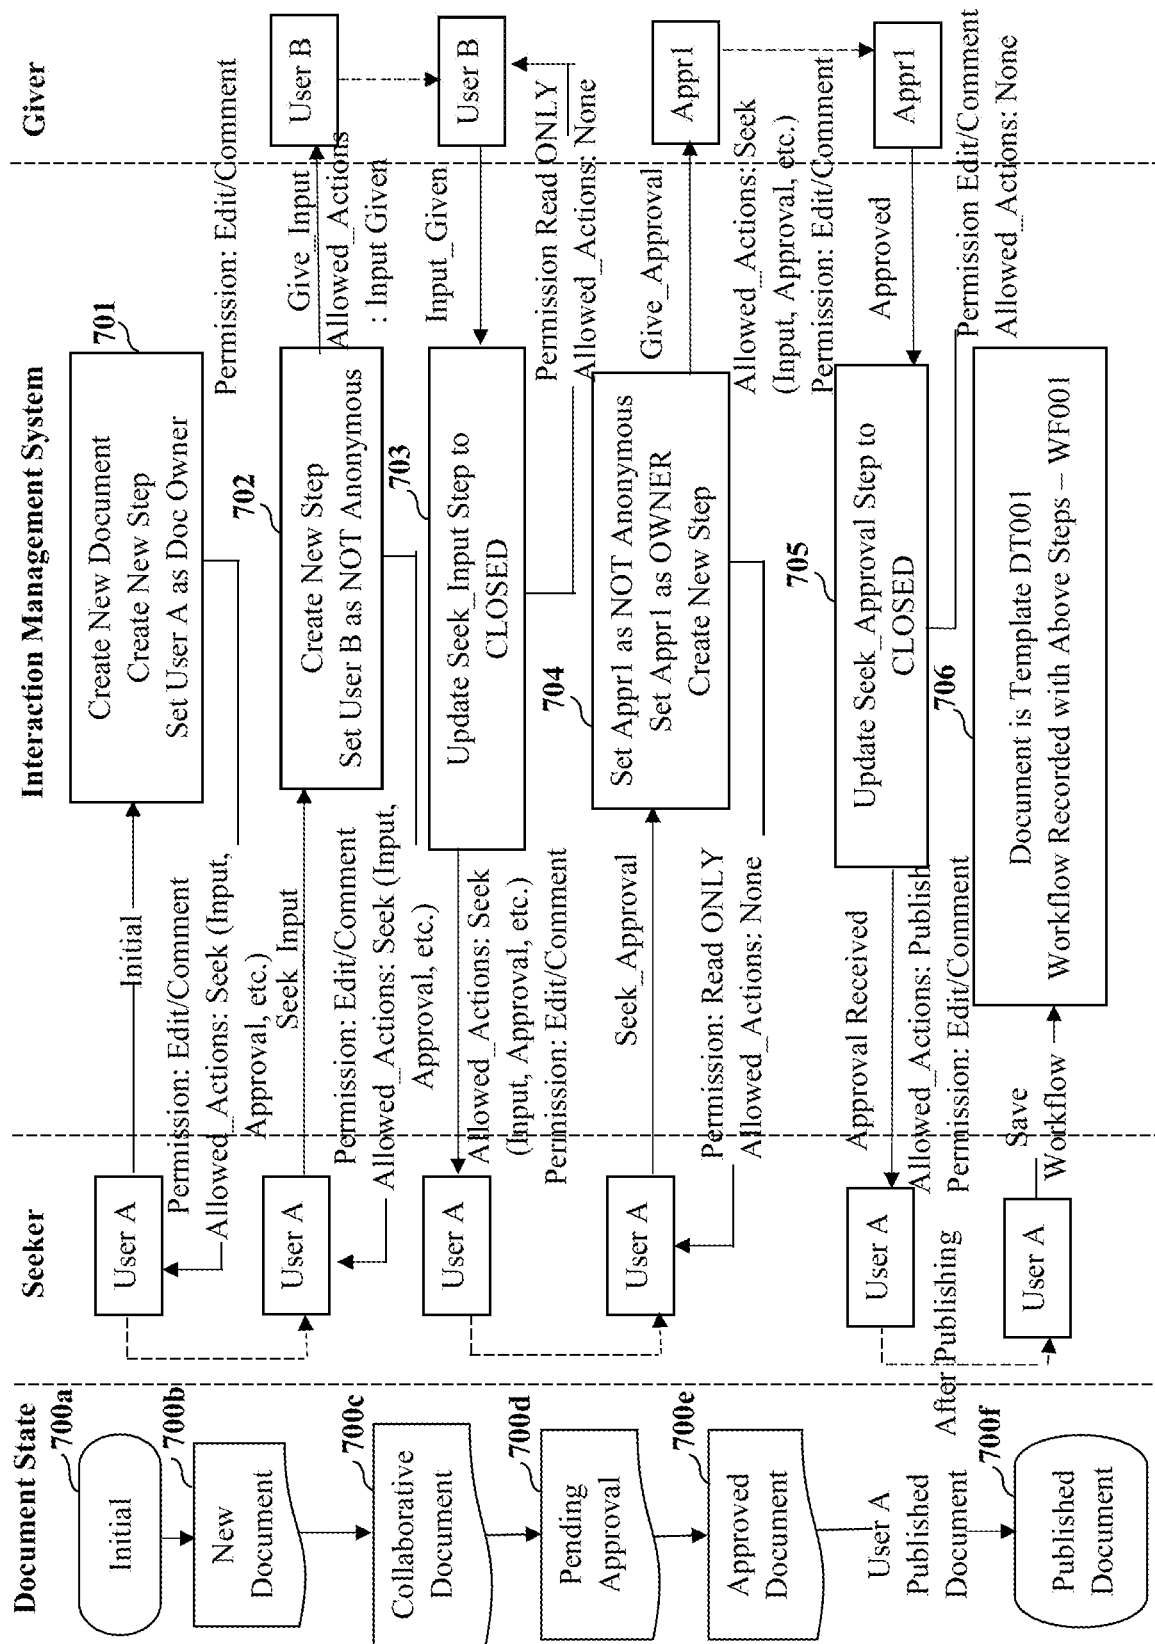 Document State
700a
Initial
700b
New
Document
700c
Collaborative
Document
700d
Pending
Approval
700e
Approved
Document
User A
Published
Document
700f
Published
Document
Seeker
User A
User A
User A
User A
User A
After Publishing
User A
Initial
Permission: Edit/Comment
Allowed_Actions: Seek (Input,
Approval, etc.)
Seek_Input
Permission: Edit/Comment
Allowed_Actions: Seek (Input,
Approval, etc.)
Allowed_Actions: Seek
(Input, Approval, etc.)
Permission: Edit/Comment
Seek_Approval
Permission: Read ONLY
Allowed_Actions: None
Approval Received
Allowed_Actions: Publish
Permission: Edit/Comment
Save
Workflow
Interaction Management System
701
Create New Document
Create New Step
Set User A as Doc Owner
702
Create New Step
Set User B as NOT Anonymous
703
Update Seek_Input Step to
CLOSED
704
Set Appr1 as NOT Anonymous
Set Appr1 as OWNER
Create New Step
705
Update Seek_Approval Step to
CLOSED
706
Document is Template DT001
Workflow Recorded with Above Steps – WF001
Permission: Edit/Comment
Give_Input
Allowed_Actions
: Input Given
Input_Given
Permission Read ONLY
Allowed_Actions: None
Give_Approval
Allowed_Actions: Seek
(Input, Approval, etc.)
Permission: Edit/Comment
Approved
Permission Edit/Comment
Allowed_Actions: None
Giver
User B
User B
Appr1
Appr1